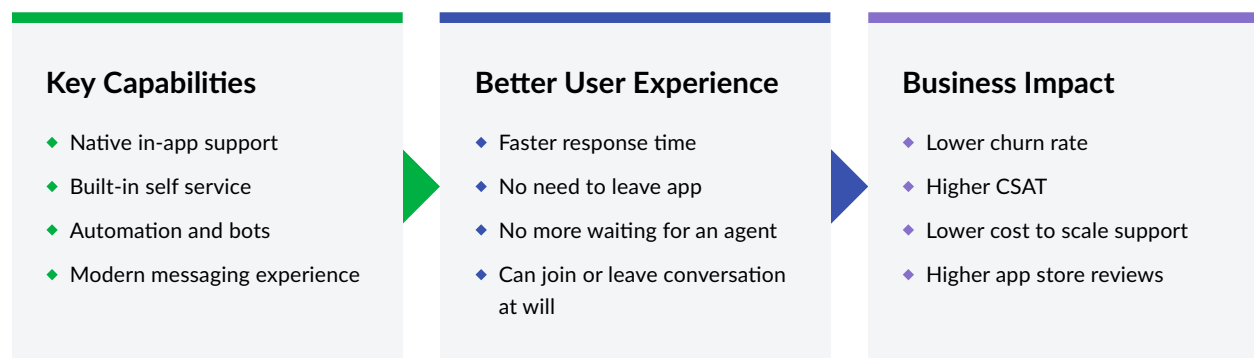 Key Capabilities
Native in-app support
Built-in self service
Automation and bots
Modern messaging experience
Better User Experience
Faster response time
No need to leave app
No more waiting for an agent
Can join or leave conversation
at will
Business Impact
Lower churn rate
Higher CSAT
Lower cost to scale support
Higher app store reviews